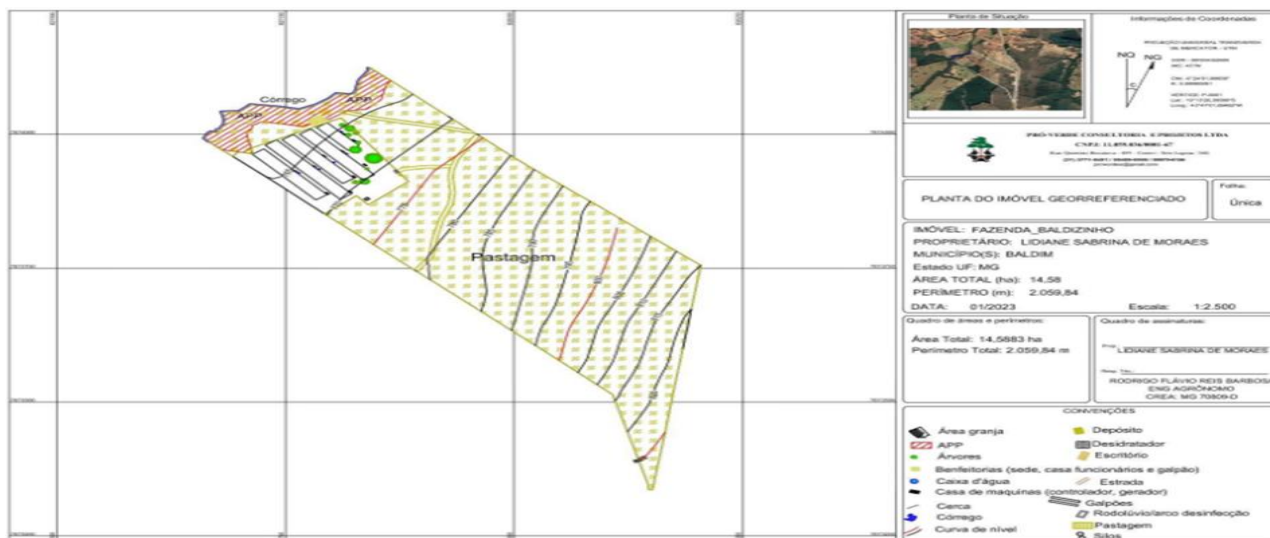 Córrego
APP
APP
Pastagem
Planta de Situação
Informações de Coordenadas
NQ
NG
PRÓ-VERDE CONSULTORIA E PROJETOS LTDA
PLANTA DO IMÓVEL GEORREFERENCIADO
Folha:
Única
IMÓVEL: FAZENDA_BALDIZINHO
PROPRIETÁRIO: LIDIANE SABRINA DE MORAES
MUNICÍPIO(S): BALDIM
Estado UF: MG
ÁREA TOTAL (ha): 14,58
PERÍMETRO (m): 2.059,84
DATA: 01/2023
Escala: 1:2.500
Quadro de áreas e perímetros:
Área Total: 14,5883 ha
Perímetro Total: 2.059,84 m
Quadro de assinaturas:
LIDIANE SABRINA DE MORAES
RODRIGO FLÁVIO REIS BARBOSA
ENG AGRÔNOMO
CREA: MG 70809-D
CONVENÇÕES
Área granja
APP
Árvores
Benfeitorias (sede, casa funcionários e galpão)
Caixa d'água
Casa de maquinas (controlador, gerador)
Cerca
Córrego
Curva de nível
Depósito
Desidratador
Escritório
Estrada
Galpões
Rodolúvio/arco desinfecção
Pastagem
Silos